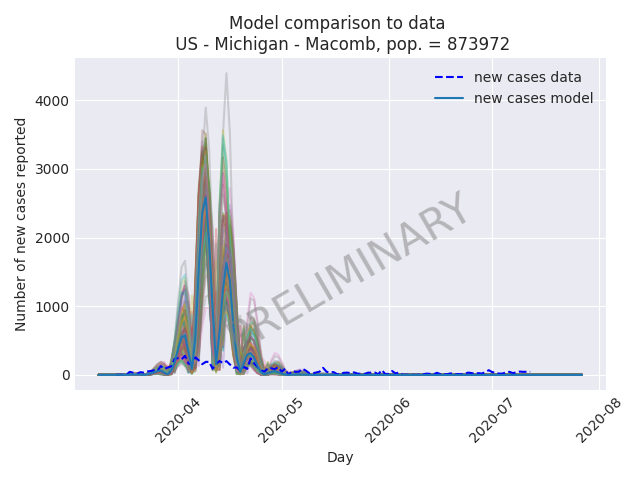 Model comparison to data
US - Michigan - Macomb, pop. = 873972
new cases data
new cases model
Number of new cases reported
4000
3000
2000
1000
0
PRELIMINARY
2020-04
2020-05
2020-06
2020-07
2020-08
Day